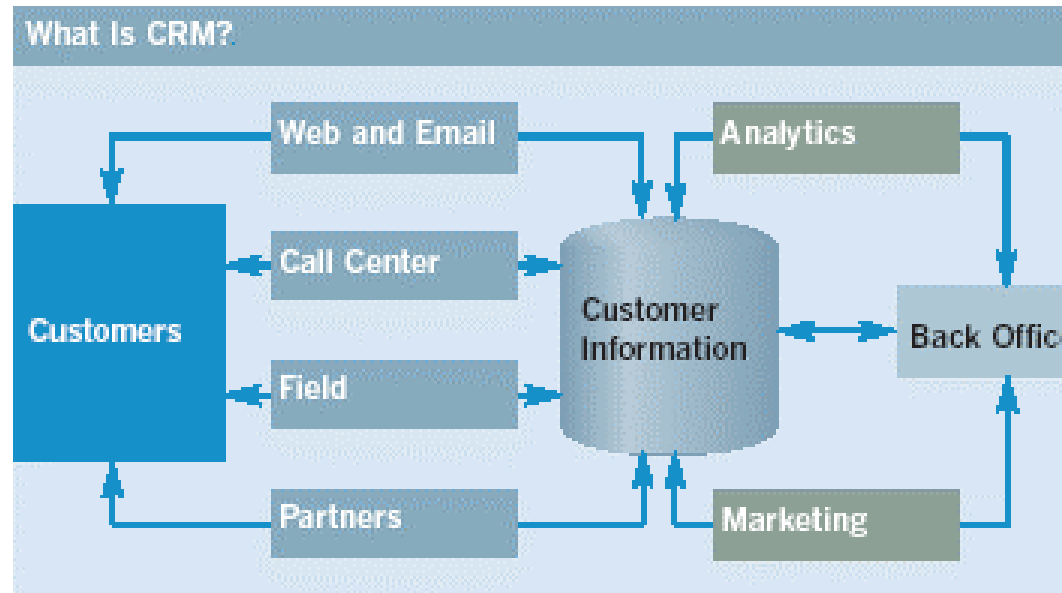 What Is CRM?
Web and Email
Analytics
Call Center
Customer
Information
Customers
Back Offic
Field
Partners
Marketing